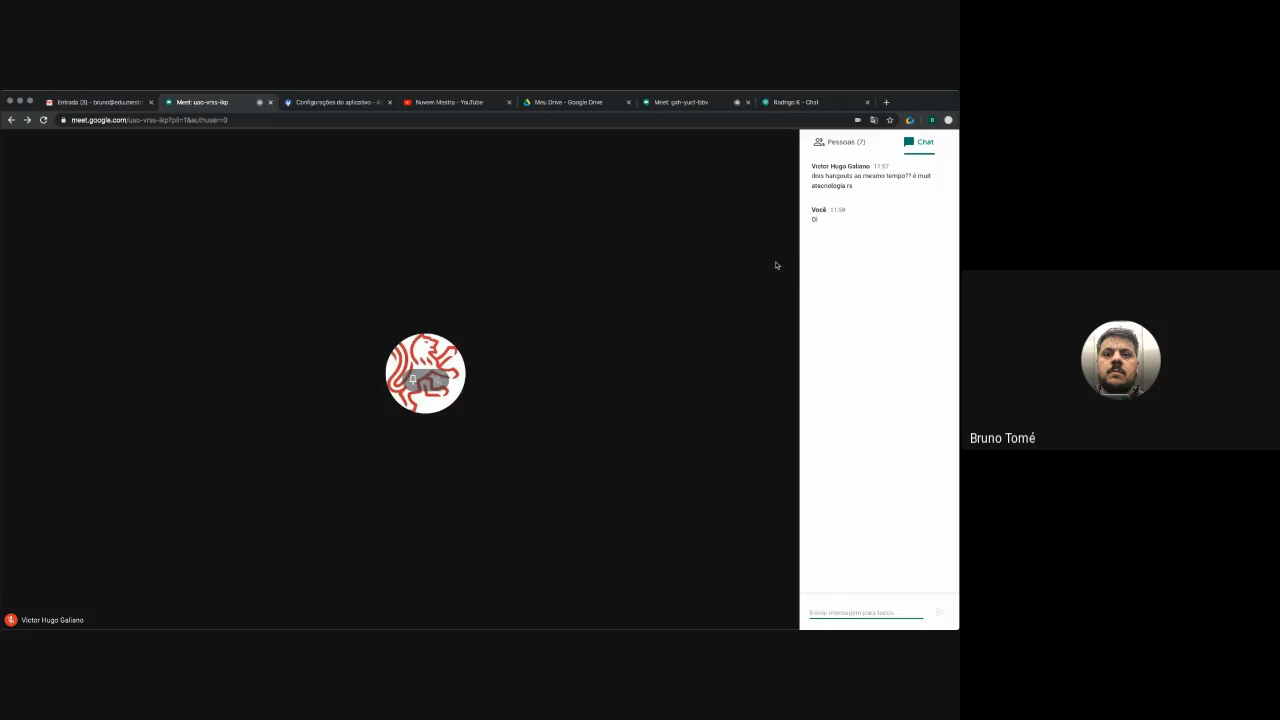 Entrada (3) - bruno@edu.mestr
Meet: uao-vrss-ikp
Configurações do aplicativo - A
Nuvem Mestra - YouTube
Meu Drive - Google Drive
Meet: gah-yucf-bbv
Rodrigo K - Chat
meet.google.com/uao-vrss-ikp?pli=1&authuser=0
Pessoas (7)
Chat
Victor Hugo Galiano 11:57
dois hangouts ao mesmo tempo?? é muit
atecnologia rs
Você 11:59
Oi
Bruno Tomé
Enviar mensagem para todos
Victor Hugo Galiano